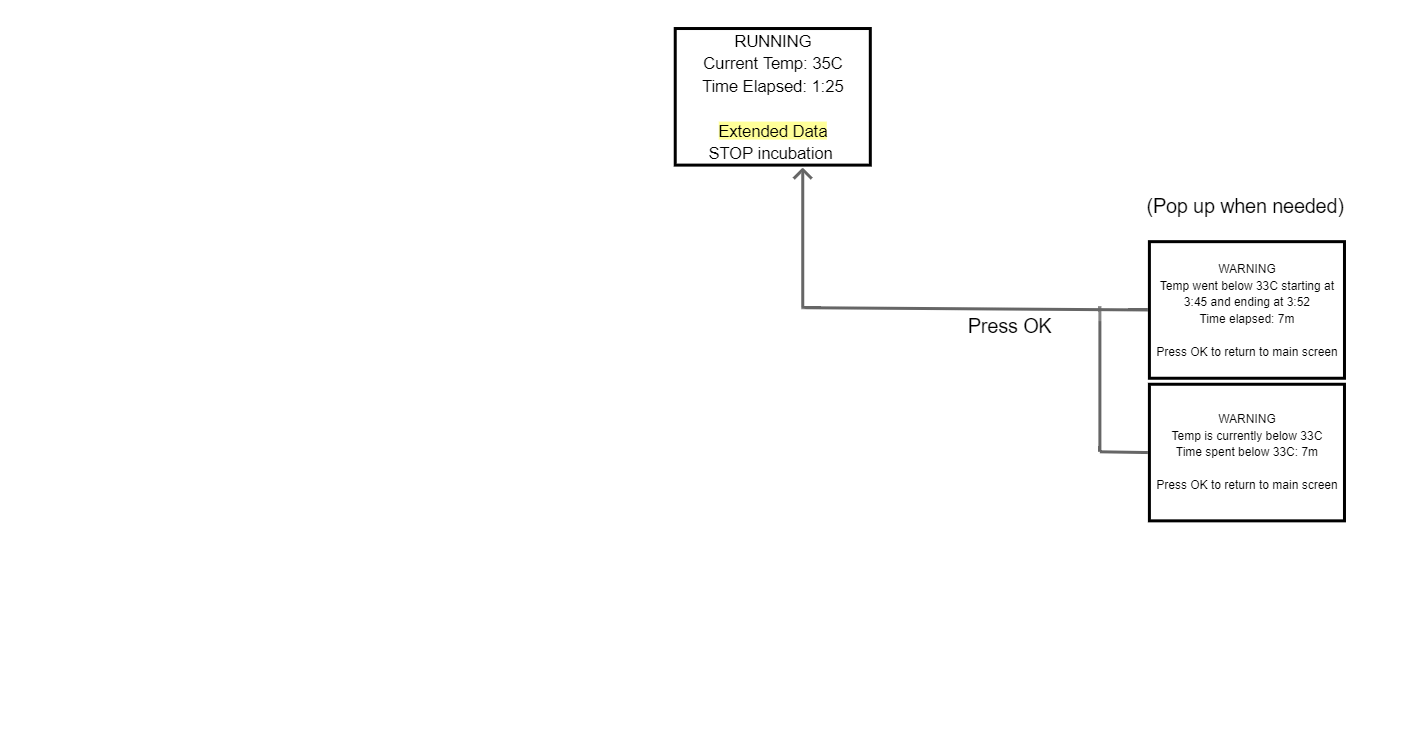 RUNNING
Current Temp: 35C
Time Elapsed: 1:25
Extended Data
STOP incubation
(Pop up when needed)
WARNING
Temp went below 33C starting at
3:45 and ending at 3:52
Time elapsed: 7m
Press OK to return to main screen
Press OK
WARNING
Temp is currently below 33C
Time spent below 33C: 7m
Press OK to return to main screen